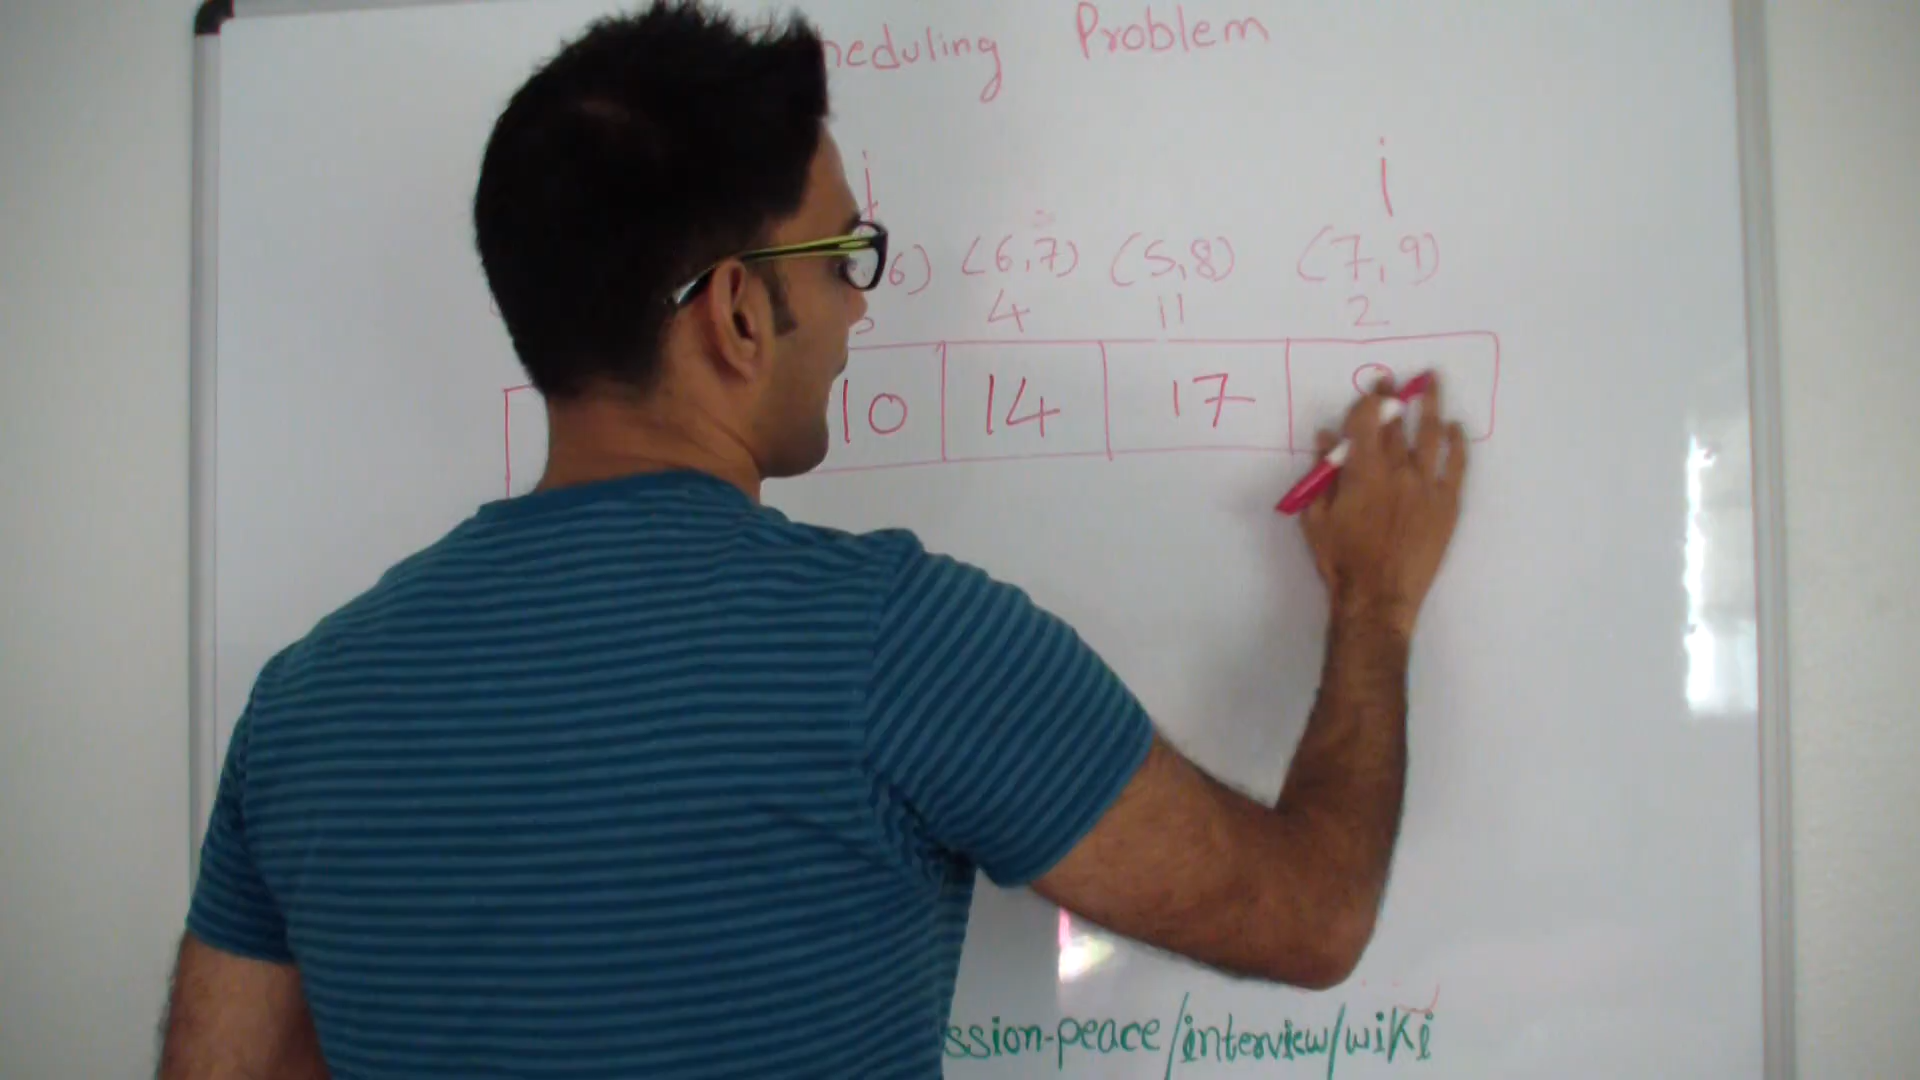 heduling Problem
j i
6) (6,7) (5,8) (7,9)
4 11 2
10 14 17
ssion-peace/interview/wiki